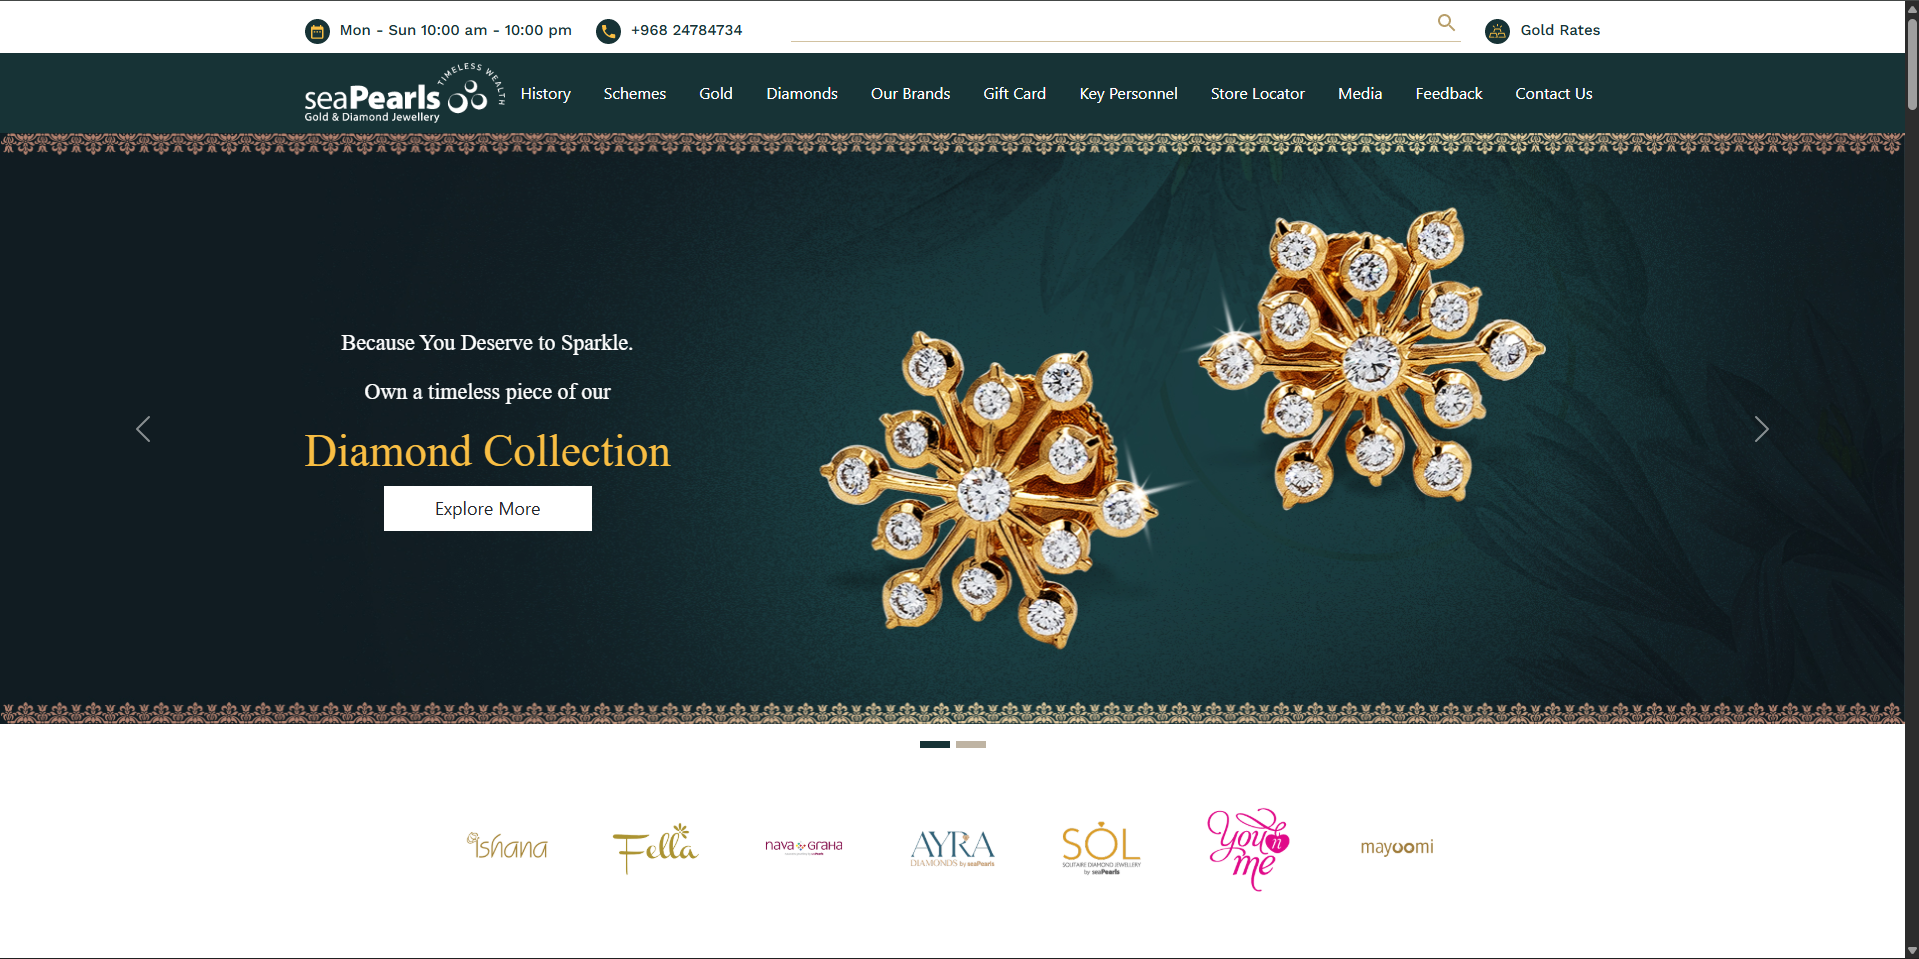 Mon - Sun 10:00 am - 10:00 pm
+968 24784734
Gold Rates
seaPearls
TIMELESS WEALTH
Gold & Diamond Jewellery
History
Schemes
Gold
Diamonds
Our Brands
Gift Card
Key Personnel
Store Locator
Media
Feedback
Contact Us
Because You Deserve to Sparkle.
Own a timeless piece of our
Diamond Collection
Explore More
ishana
Fella
nava GRAHA
AYRA
DIAMONDS by seaPearls
SOL
SOLITAIRE DIAMOND JEWELLERY
by seaPearls
You n me
mayoomi